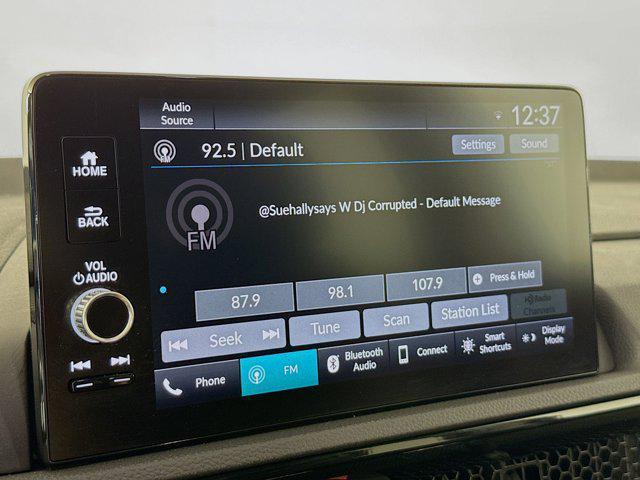 Audio
Source
12:37
HOME
92.5 | Default
Settings
Sound
BACK
@Suehallysays W Dj Corrupted - Default Message
FM
VOL
AUDIO
87.9
98.1
107.9
Press & Hold
Seek
Tune
Scan
Station List
HD Radio
Channels
Phone
FM
Bluetooth
Audio
Connect
Smart
Shortcuts
Display
Mode